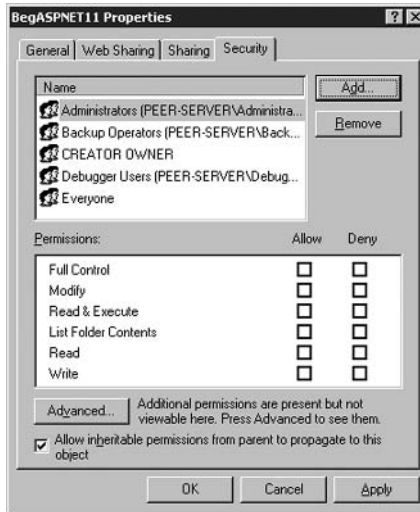 BegASPNET11 Properties
General Web Sharing Sharing Security
Name
Add...
Administrators (PEER-SERVER\Administra...
Remove
Backup Operators (PEER-SERVER\Back...
CREATOR OWNER
Debugger Users (PEER-SERVER\Debug...
Everyone
Permissions: Allow Deny
Full Control
Modify
Read & Execute
List Folder Contents
Read
Write
Advanced...
Additional permissions are present but not
viewable here. Press Advanced to see them.
Allow inheritable permissions from parent to propagate to this
object
OK Cancel Apply